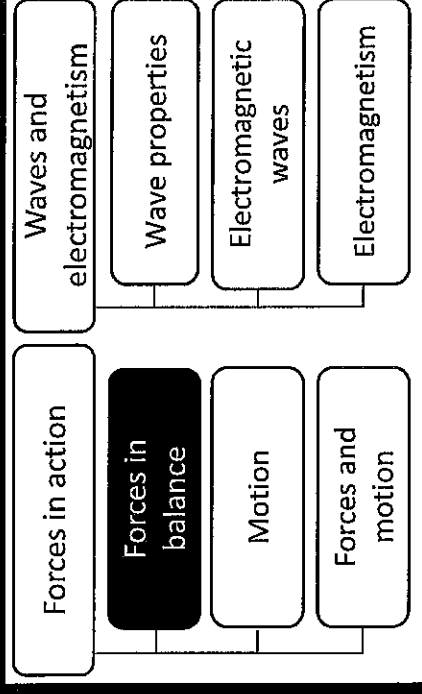 Forces in action
Forces in
balance
Motion
Forces and
motion
Waves and
electromagnetism
Wave properties
Electromagnetic
waves
Electromagnetism